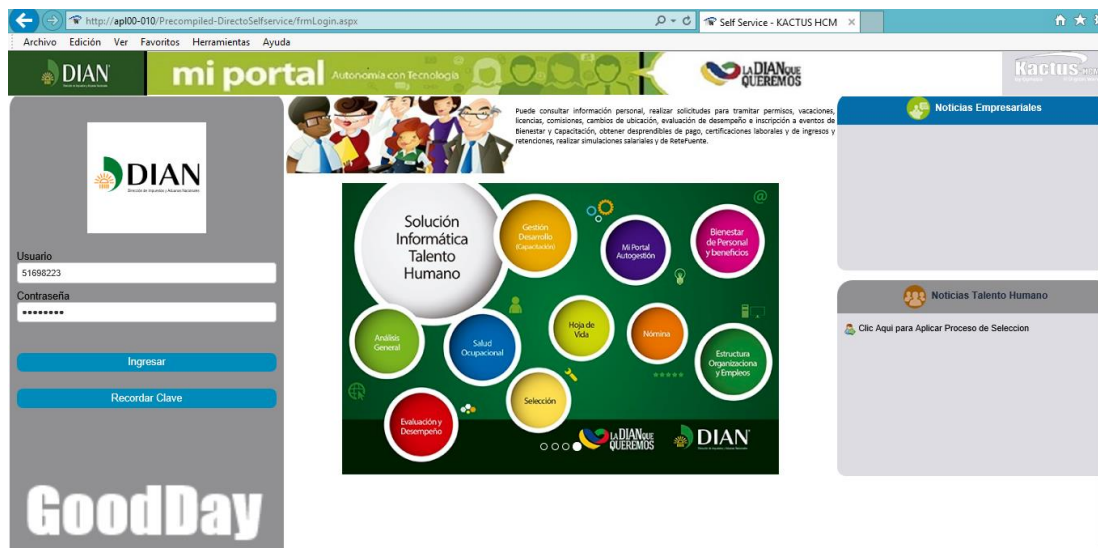 http://apl00-010/Precompiled-DirectoSelfservice/frmLogin.aspx
Self Service - KACTUS HCM
Archivo Edición Ver Favoritos Herramientas Ayuda
DIAN
mi portal Autonomía con Tecnología
LA DIAN QUE
QUEREMOS
Kactus HCM
DIAN
Dirección de Impuestos y Aduanas Nacionales
Usuario
51698223
Contraseña
••••••••
Ingresar
Recordar Clave
GoodDay
Puede consultar información personal, realizar solicitudes para tramitar permisos, vacaciones,
licencias, comisiones, cambios de ubicación, evaluación de desempeño e inscripción a eventos de
Bienestar y Capacitación, obtener desprendibles de pago, certificaciones laborales y de ingresos y
retenciones, realizar simulaciones salariales y de ReteFuente.
Solución
Informática
Talento
Humano
Gestión
Desarrollo
(Capacitación)
Mi Portal
Autogestión
Bienestar
de Personal
y beneficios
Análisis
General
Salud
Ocupacional
Hoja de
Vida
Nómina
Estructura
Organizaciona
y Empleos
Selección
Evaluación y
Desempeño
LA DIAN QUE
QUEREMOS
DIAN
Noticias Empresariales
Noticias Talento Humano
Clic Aqui para Aplicar Proceso de Seleccion